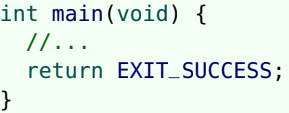 int main(void) {
  //...
  return EXIT_SUCCESS;
}